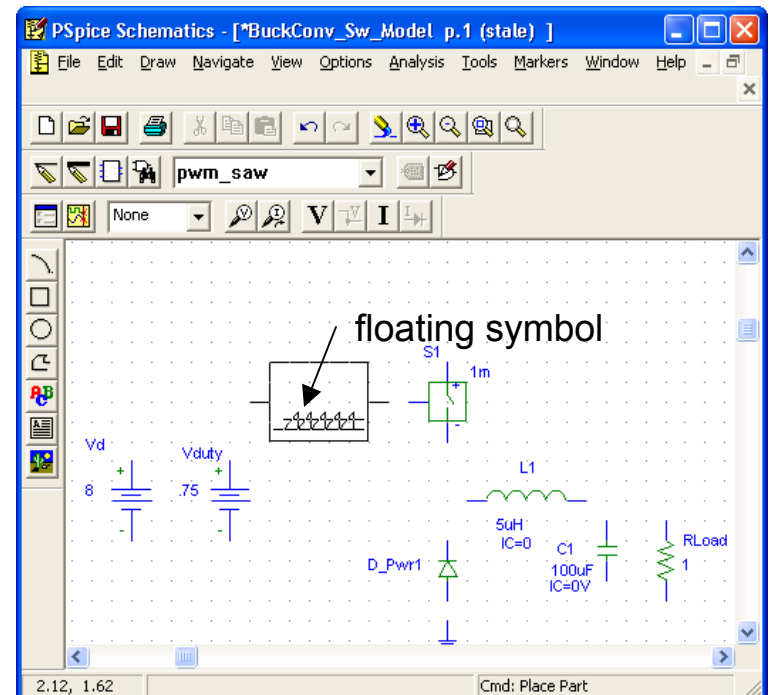 PSpice Schematics - [*BuckConv_Sw_Model p.1 (stale) ]
File Edit Draw Navigate View Options Analysis Tools Markers Window Help
pwm_saw
None
V I
floating symbol
S1
1m
+
-
Vd
+
8
-
Vduty
+
.75
-
L1
5uH
IC=0
C1
100uF
IC=0V
RLoad
1
D_Pwr1
2.12, 1.62 Cmd: Place Part